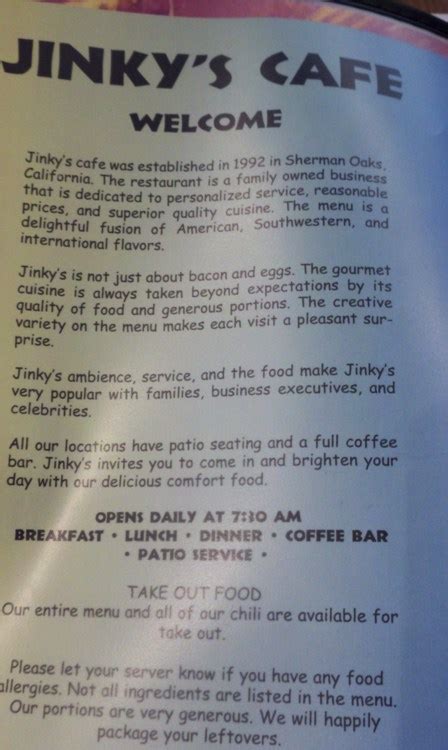 JINKY'S CAFE
WELCOME
Jinky's cafe was established in 1992 in Sherman Oaks,
California. The restaurant is a family owned business
that is dedicated to personalized service, reasonable
prices, and superior quality cuisine. The menu is a
delightful fusion of American, Southwestern, and
international flavors.
Jinky's is not just about bacon and eggs. The gourmet
cuisine is always taken beyond expectations by its
quality of food and generous portions. The creative
variety on the menu makes each visit a pleasant sur-
prise.
Jinky's ambience, service, and the food make Jinky's
very popular with families, business executives, and
celebrities.
All our locations have patio seating and a full coffee
bar. Jinky's invites you to come in and brighten your
day with our delicious comfort food.
OPENS DAILY AT 7:30 AM
BREAKFAST • LUNCH • DINNER • COFFEE BAR
• PATIO SERVICE •
TAKE OUT FOOD
Our entire menu and all of our chili are available for
take out.
Please let your server know if you have any food
allergies. Not all ingredients are listed in the menu.
Our portions are very generous. We will happily
package your leftovers.